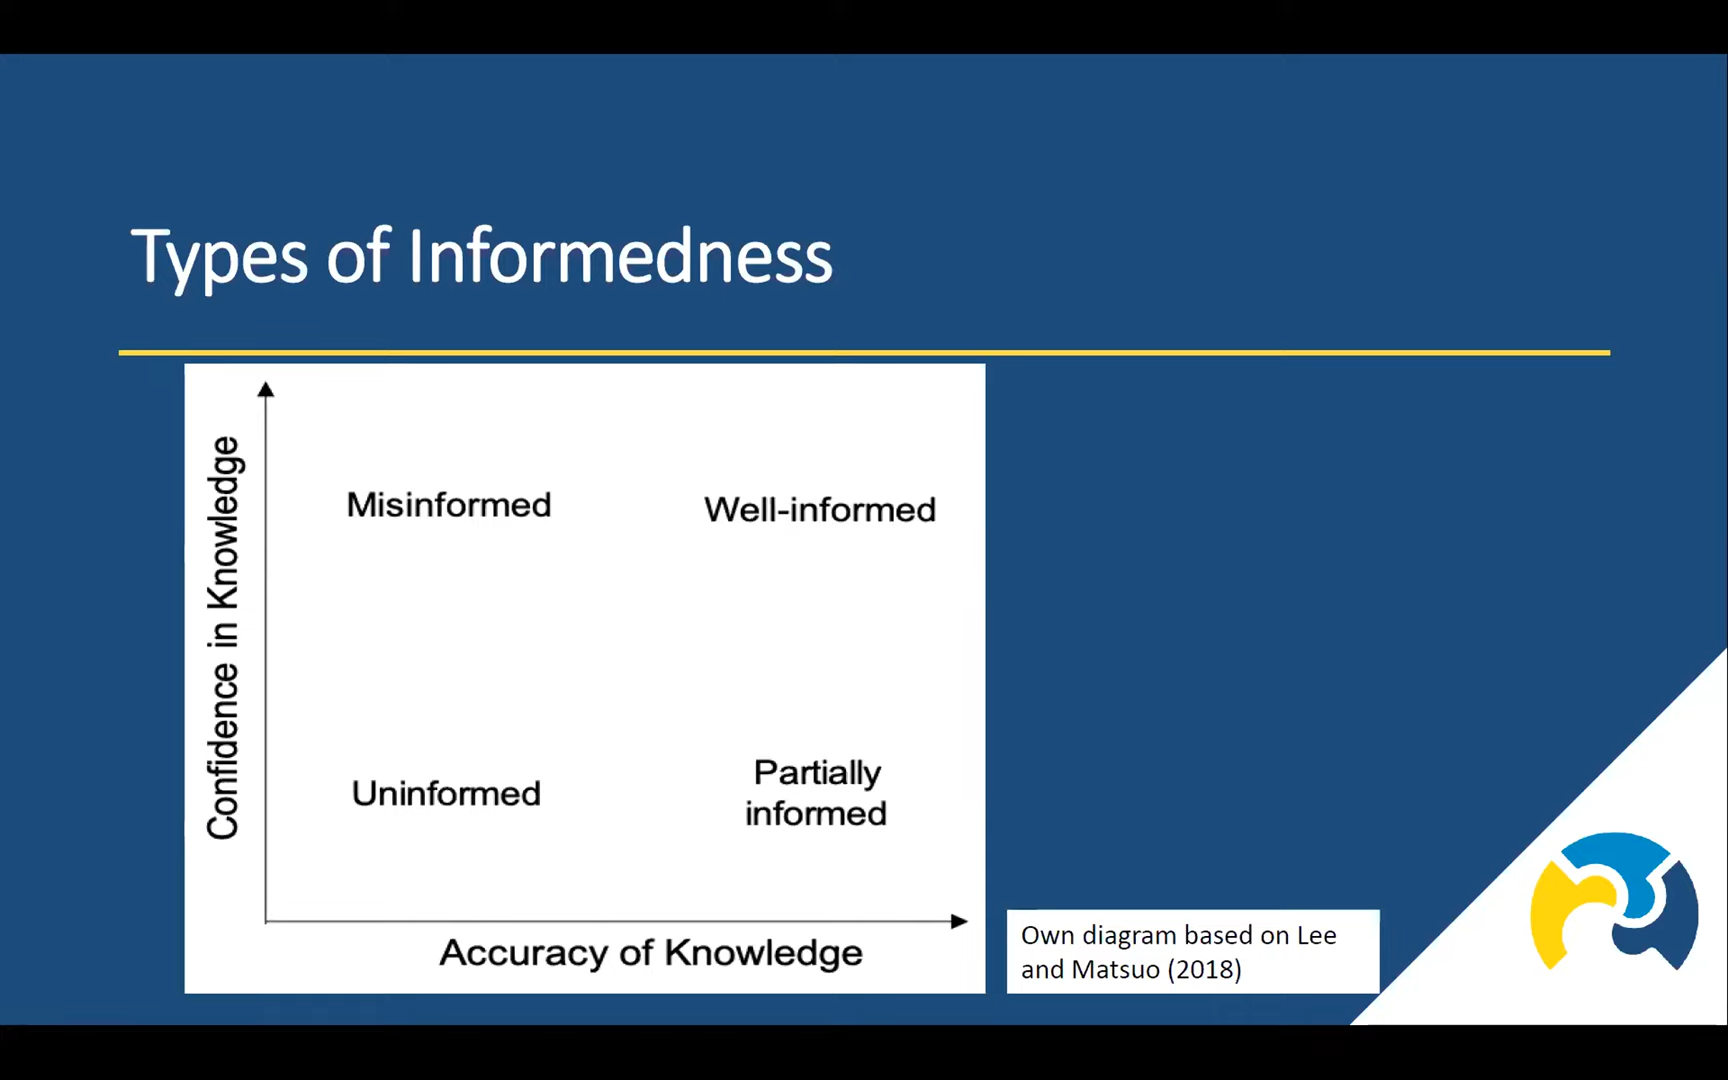 Types of Informedness
Confidence in Knowledge
Misinformed
Well-informed
Uninformed
Partially
informed
Accuracy of Knowledge
Own diagram based on Lee
and Matsuo (2018)